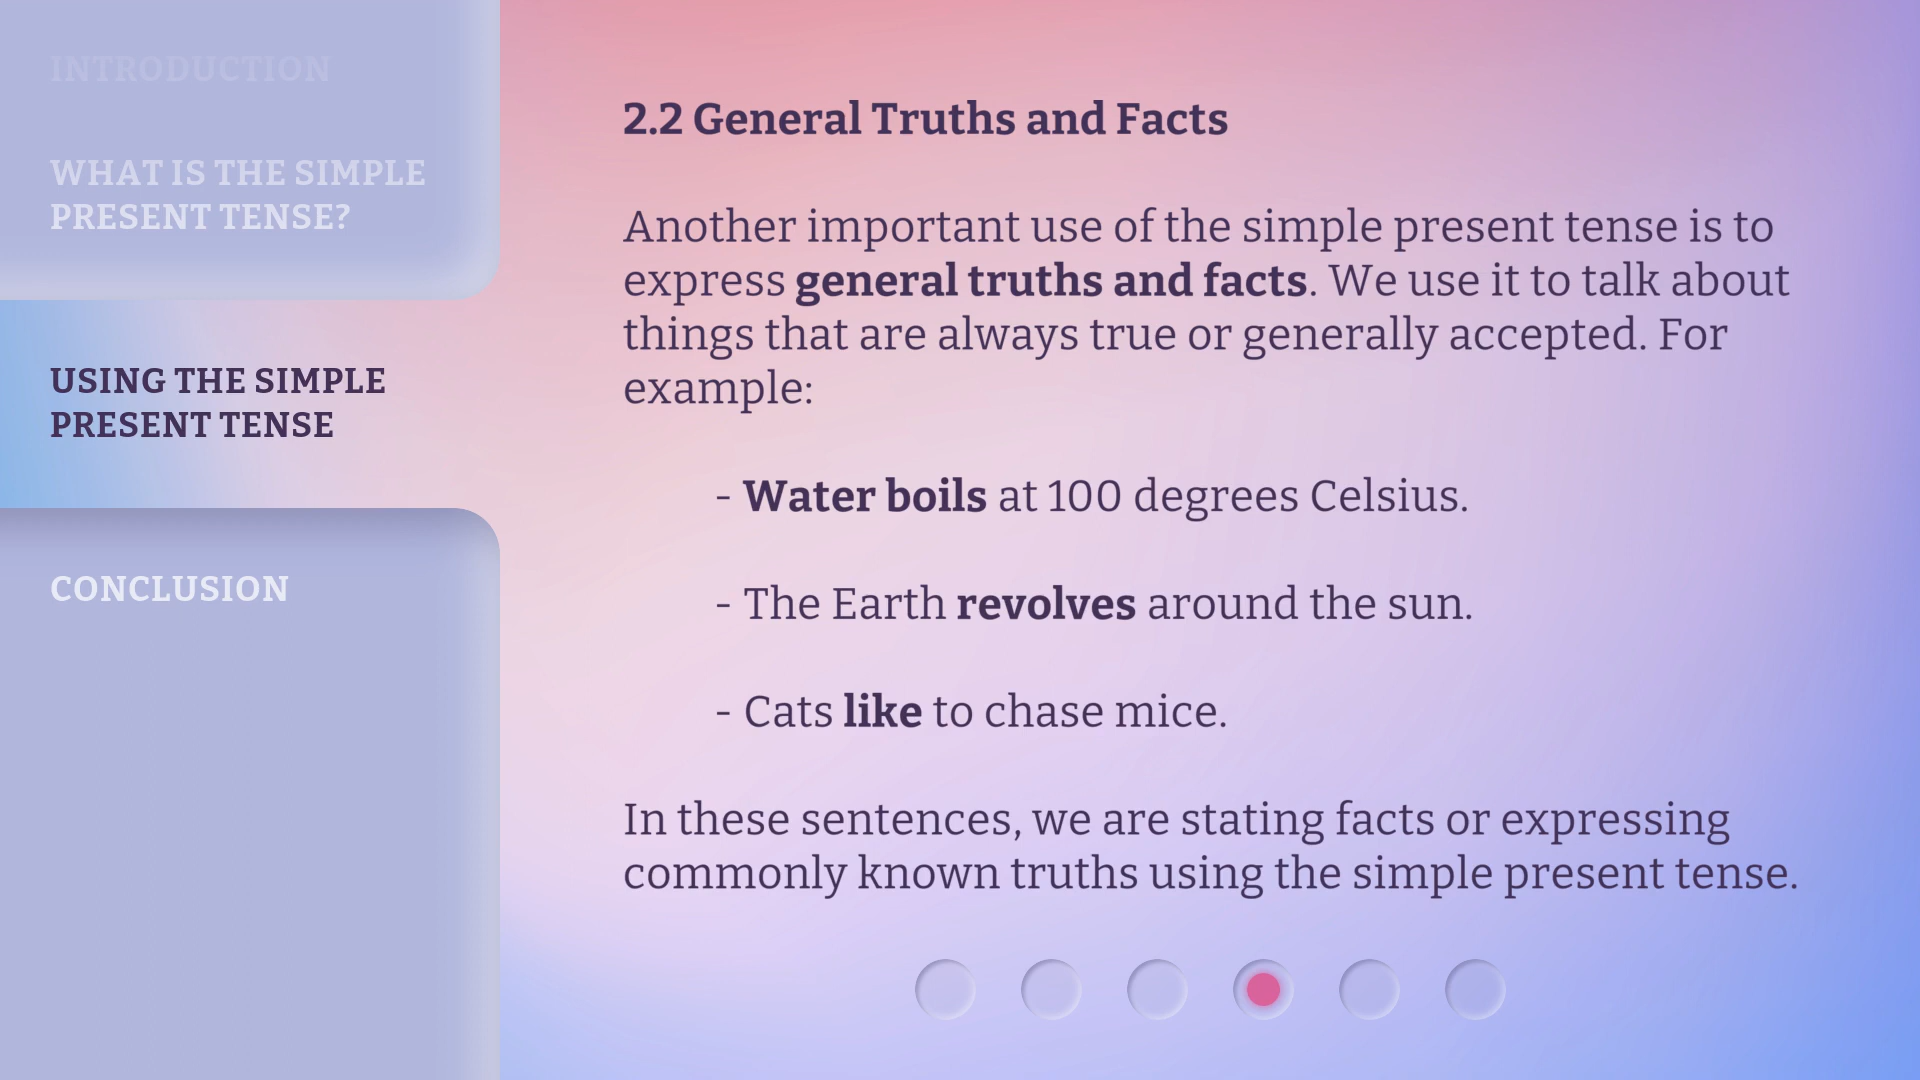 INTRODUCTION
WHAT IS THE SIMPLE
PRESENT TENSE?
USING THE SIMPLE
PRESENT TENSE
CONCLUSION
2.2 General Truths and Facts
Another important use of the simple present tense is to
express general truths and facts. We use it to talk about
things that are always true or generally accepted. For
example:
- Water boils at 100 degrees Celsius.
- The Earth revolves around the sun.
- Cats like to chase mice.
In these sentences, we are stating facts or expressing
commonly known truths using the simple present tense.